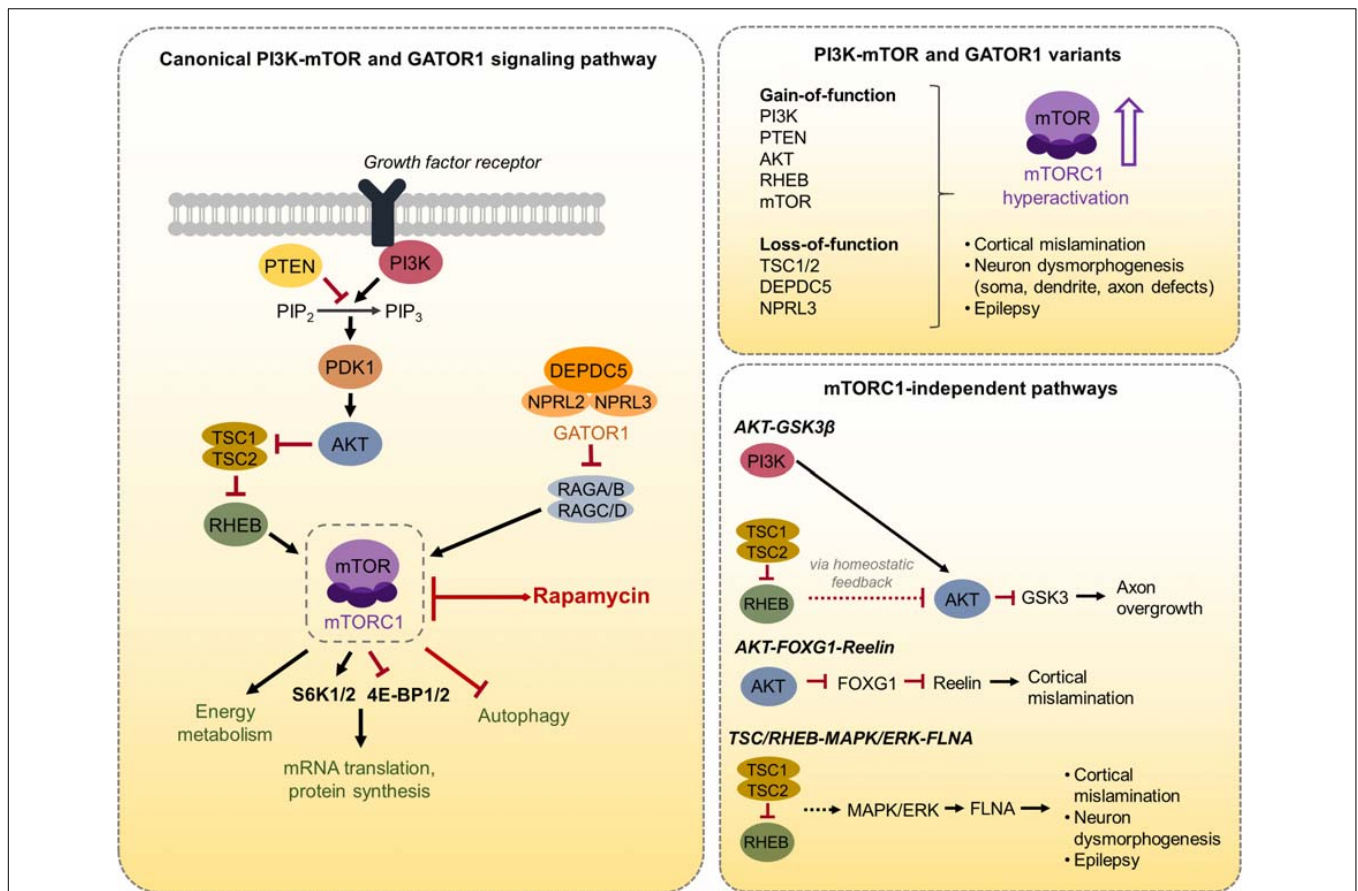 Canonical PI3K-mTOR and GATOR1 signaling pathway
Growth factor receptor
PTEN
PI3K
PIP₂
PIP₃
PDK1
DEPDC5
NPRL2 NPRL3
GATOR1
TSC1
TSC2
AKT
RAGA/B
RAGC/D
RHEB
mTOR
mTORC1
Rapamycin
S6K1/2 4E-BP1/2
Energy
metabolism
Autophagy
mRNA translation,
protein synthesis
PI3K-mTOR and GATOR1 variants
Gain-of-function
PI3K
PTEN
AKT
RHEB
mTOR
Loss-of-function
TSC1/2
DEPDC5
NPRL3
mTOR
mTORC1
hyperactivation
• Cortical mislamination
• Neuron dysmorphogenesis
(soma, dendrite, axon defects)
• Epilepsy
mTORC1-independent pathways
AKT-GSK3β
PI3K
TSC1
TSC2
RHEB
via homeostatic
feedback
AKT
GSK3
Axon
overgrowth
AKT-FOXG1-Reelin
AKT
FOXG1
Reelin
Cortical
mislamination
TSC/RHEB-MAPK/ERK-FLNA
TSC1
TSC2
RHEB
MAPK/ERK
FLNA
• Cortical
mislamination
• Neuron
dysmorphogenesis
• Epilepsy